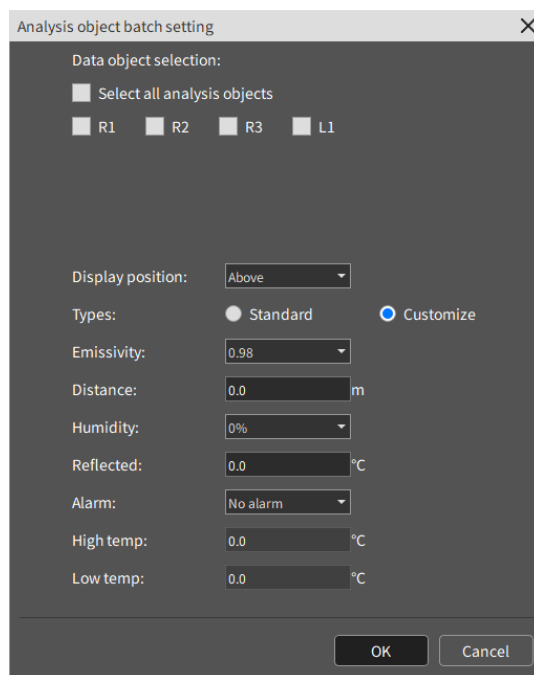 Analysis object batch setting
Data object selection:
Select all analysis objects
R1 R2 R3 L1
Display position: Above
Types: Standard Customize
Emissivity: 0.98
Distance: 0.0 m
Humidity: 0%
Reflected: 0.0 °C
Alarm: No alarm
High temp: 0.0 °C
Low temp: 0.0 °C
OK Cancel